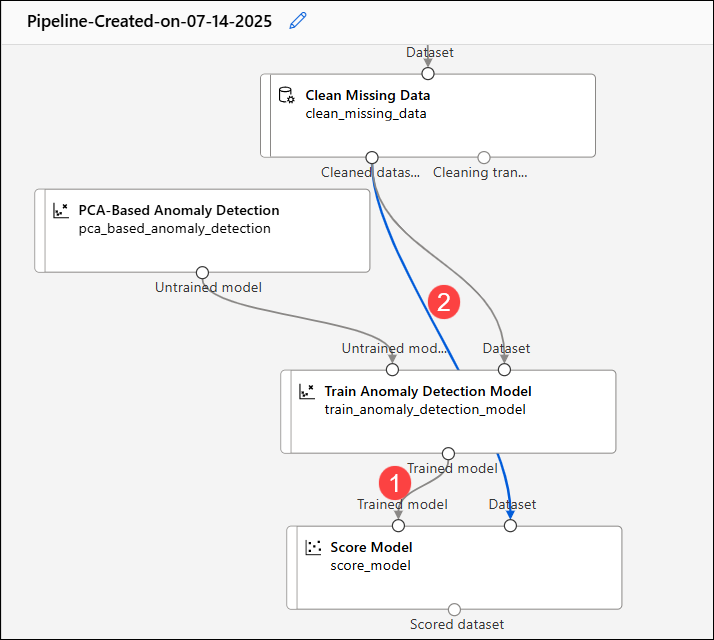 Pipeline-Created-on-07-14-2025
Dataset
Clean Missing Data
clean_missing_data
Cleaned datas... Cleaning tran...
PCA-Based Anomaly Detection
pca_based_anomaly_detection
Untrained model
2
Untrained mod... Dataset
Train Anomaly Detection Model
train_anomaly_detection_model
Trained model
1
Trained model Dataset
Score Model
score_model
Scored dataset